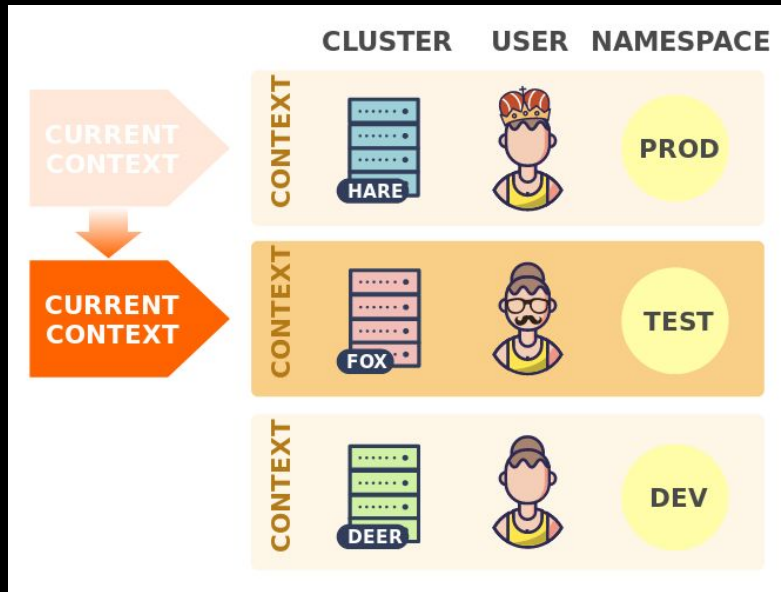 CLUSTER USER NAMESPACE
CURRENT
CONTEXT
CONTEXT
HARE
PROD
CURRENT
CONTEXT
CONTEXT
FOX
TEST
CONTEXT
DEER
DEV